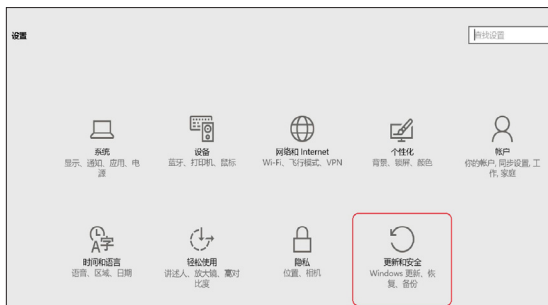 设置
查找设置
系统
显示、通知、应用、电
源
设备
蓝牙、打印机、鼠标
网络和 Internet
Wi-Fi、飞行模式、VPN
个性化
背景、锁屏、颜色
帐户
你的帐户,同步设置,工
作,家庭
时间和语言
语音、区域、日期
轻松使用
讲述人、放大镜、高对
比度
隐私
位置、相机
更新和安全
Windows 更新、恢
复、备份